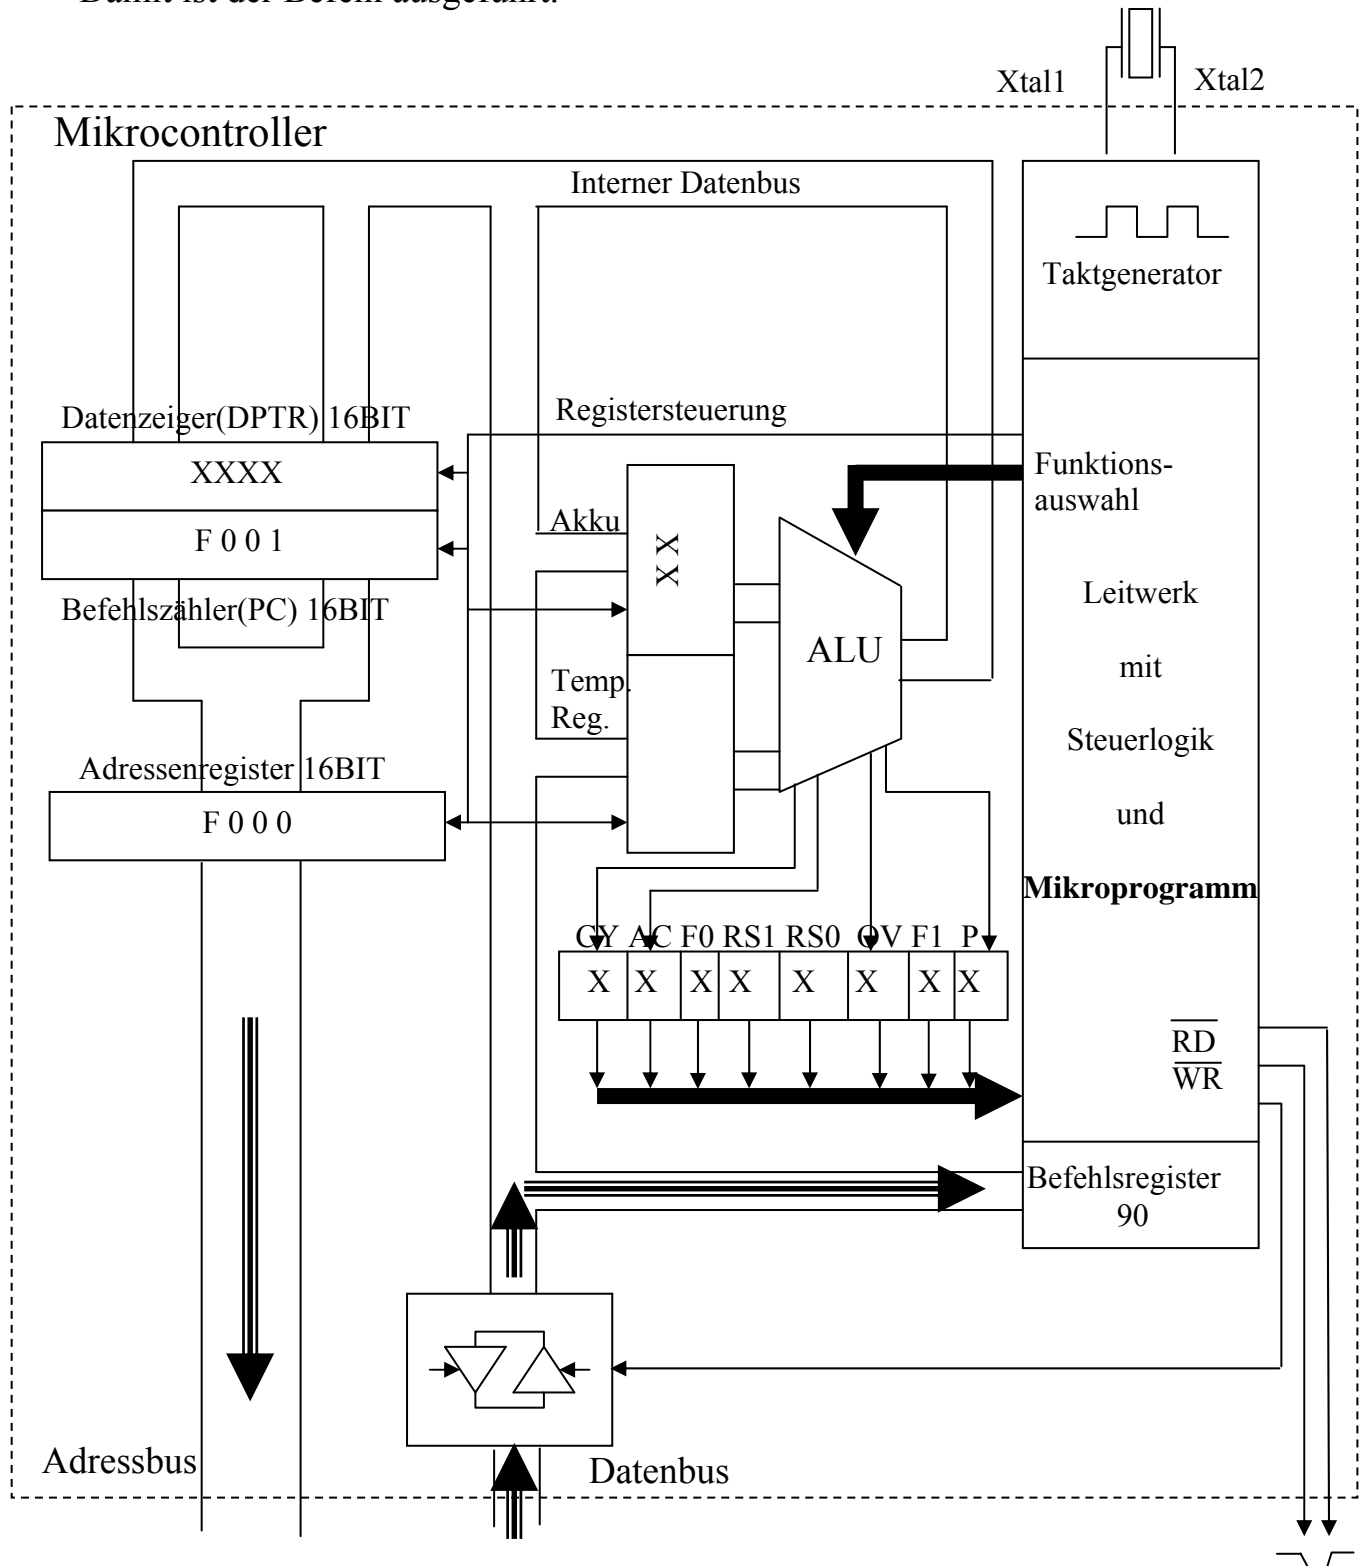 Damit ist der Befehl ausgeführt.
Xtal1
Xtal2
Mikrocontroller
Interner Datenbus
Taktgenerator
Datenzeiger(DPTR) 16BIT
XXXX
F 0 0 1
Befehlszähler(PC) 16BIT
Registersteuerung
Funktions-
auswahl
Akku
X X
ALU
Temp.
Reg.
Leitwerk
mit
Steuerlogik
und
Mikroprogramm
Adressenregister 16BIT
F 0 0 0
CY AC F0 RS1 RS0 OV F1 P
X X X X X X X X
RD
WR
Befehlsregister
90
Adressbus
Datenbus